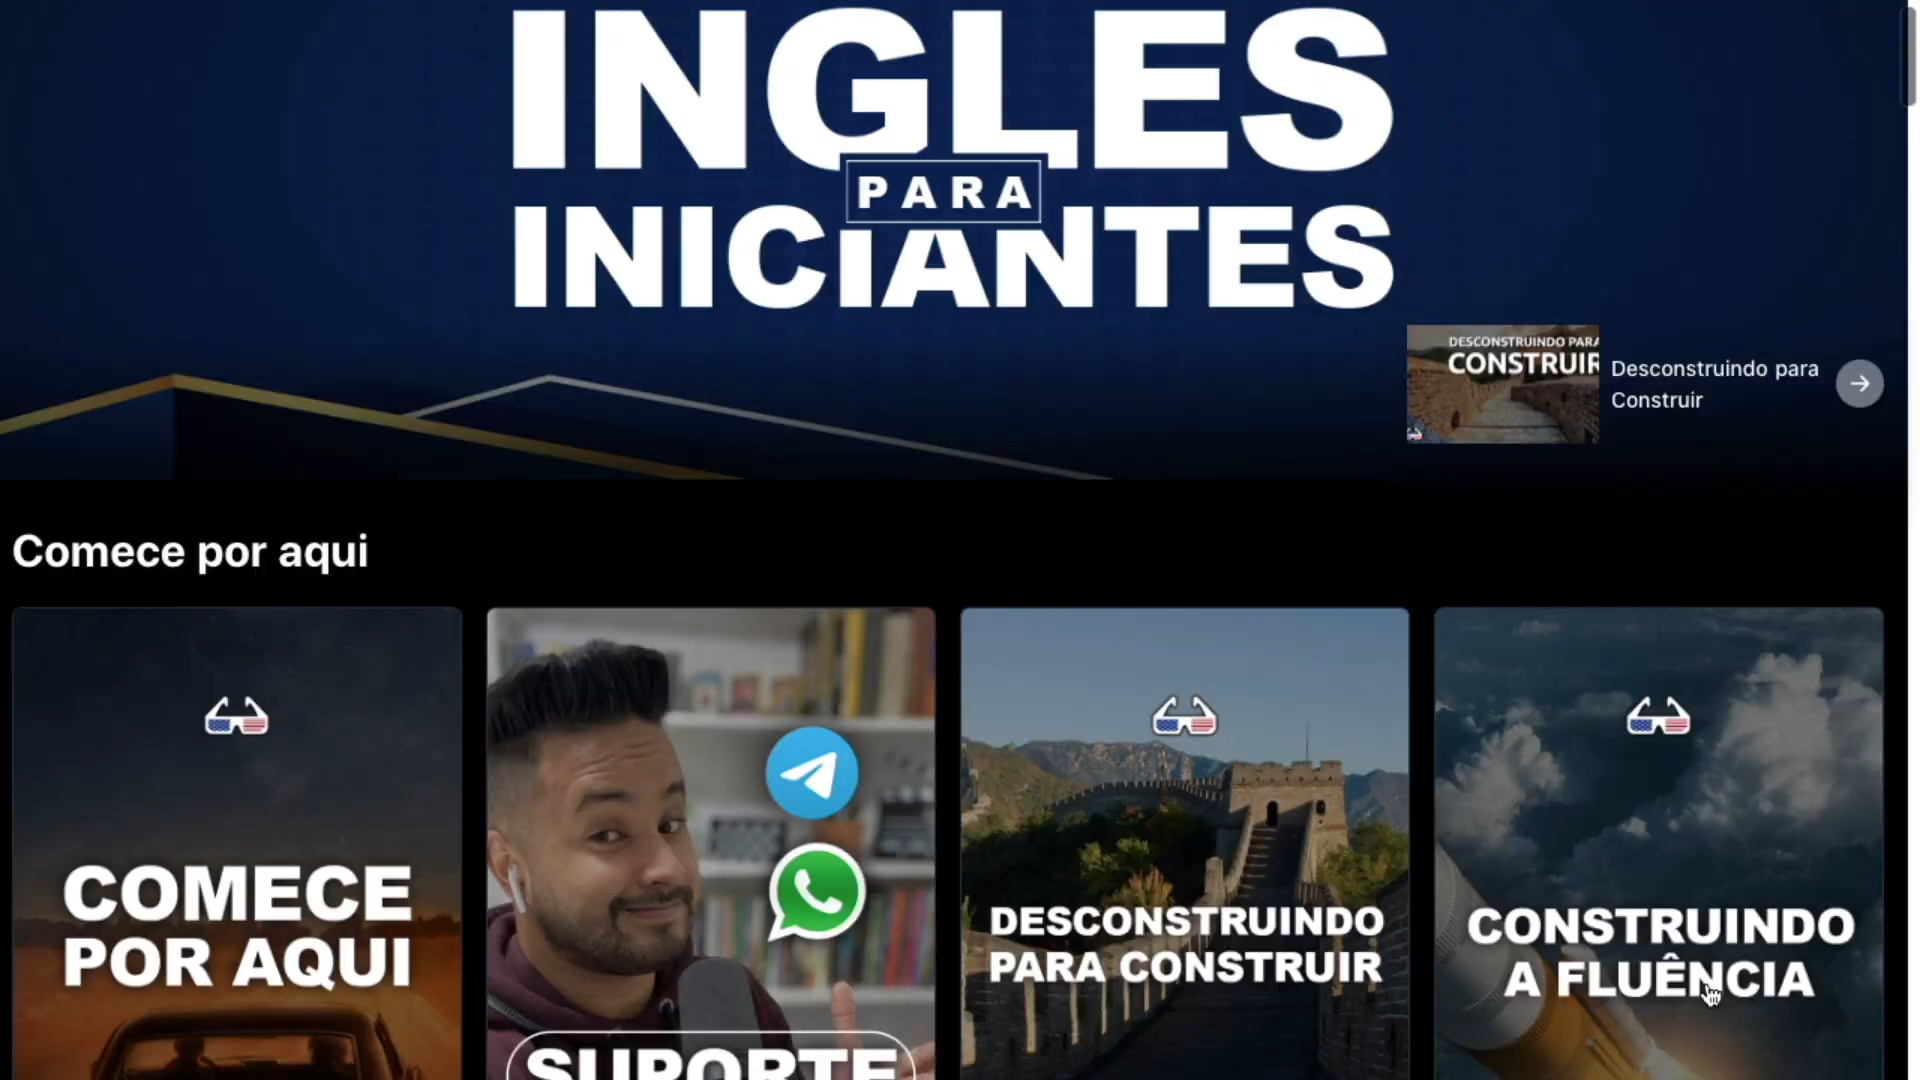 INGLES
PARA
INICIANTES
DESCONSTRUINDO PARA
CONSTRUIR
Desconstruindo para
Construir
Comece por aqui
COMECE
POR AQUI
SUPORTE
DESCONSTRUINDO
PARA CONSTRUIR
CONSTRUINDO
A FLUÊNCIA